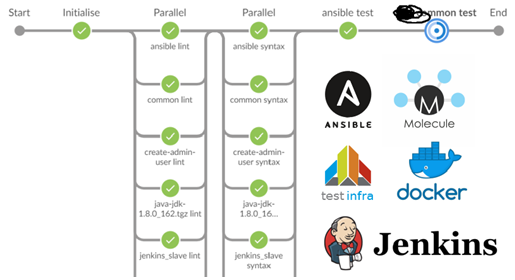 Start
Initialise
Parallel
Parallel
ansible test
common test
End
ansible lint
ansible syntax
common lint
common syntax
create-admin-
user lint
create-admin-
user syntax
java-jdk-
1.8.0_162.tgz lint
java-jdk-
1.8.0_16...
jenkins_slave lint
jenkins_slave
syntax
A
ANSIBLE
M
Molecule
test infra
docker
Jenkins